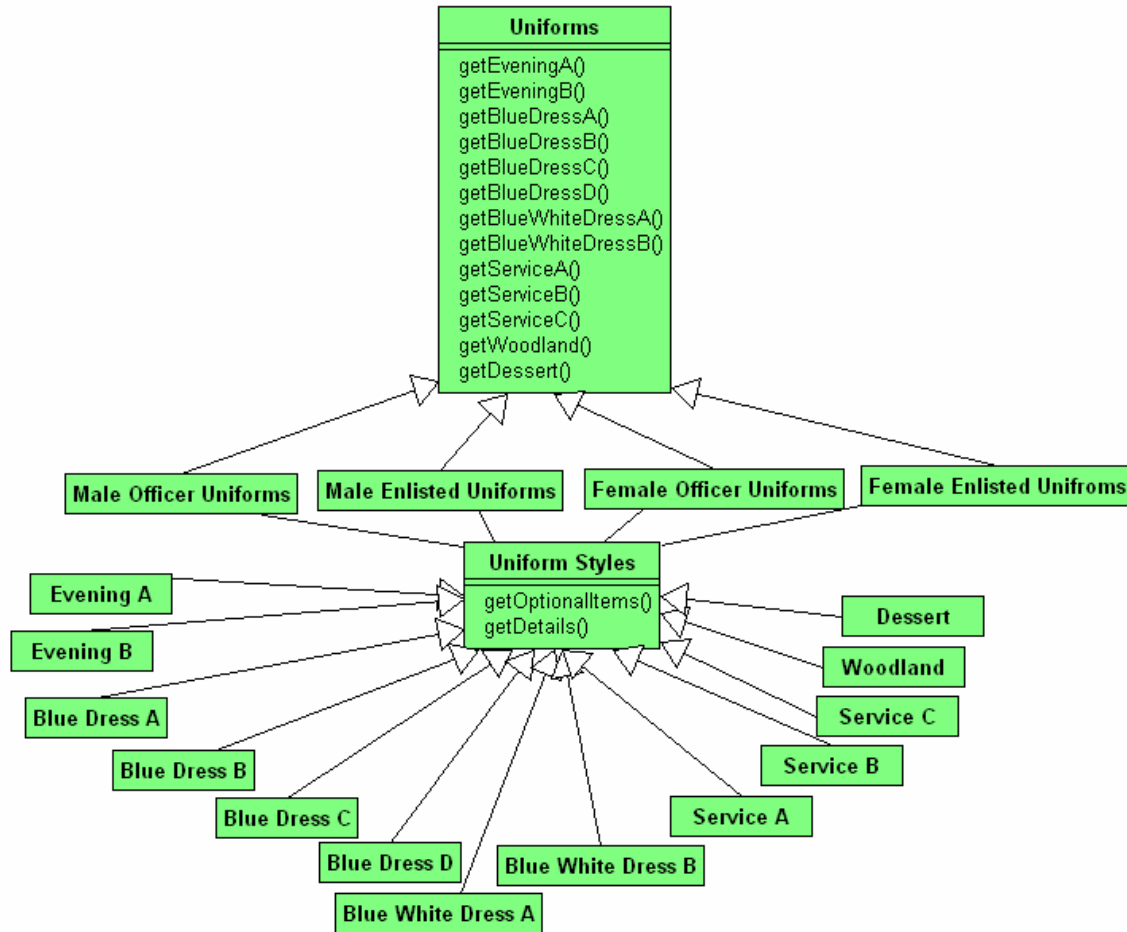 Uniforms
getEveningA()
getEveningB()
getBlueDressA()
getBlueDressB()
getBlueDressC()
getBlueDressD()
getBlueWhiteDressA()
getBlueWhiteDressB()
getServiceA()
getServiceB()
getServiceC()
getWoodland()
getDessert()
Male Officer Uniforms
Male Enlisted Uniforms
Female Officer Uniforms
Female Enlisted Unifroms
Uniform Styles
getOptionalItems()
getDetails()
Evening A
Evening B
Blue Dress A
Blue Dress B
Blue Dress C
Blue Dress D
Blue White Dress A
Blue White Dress B
Service A
Service B
Service C
Woodland
Dessert